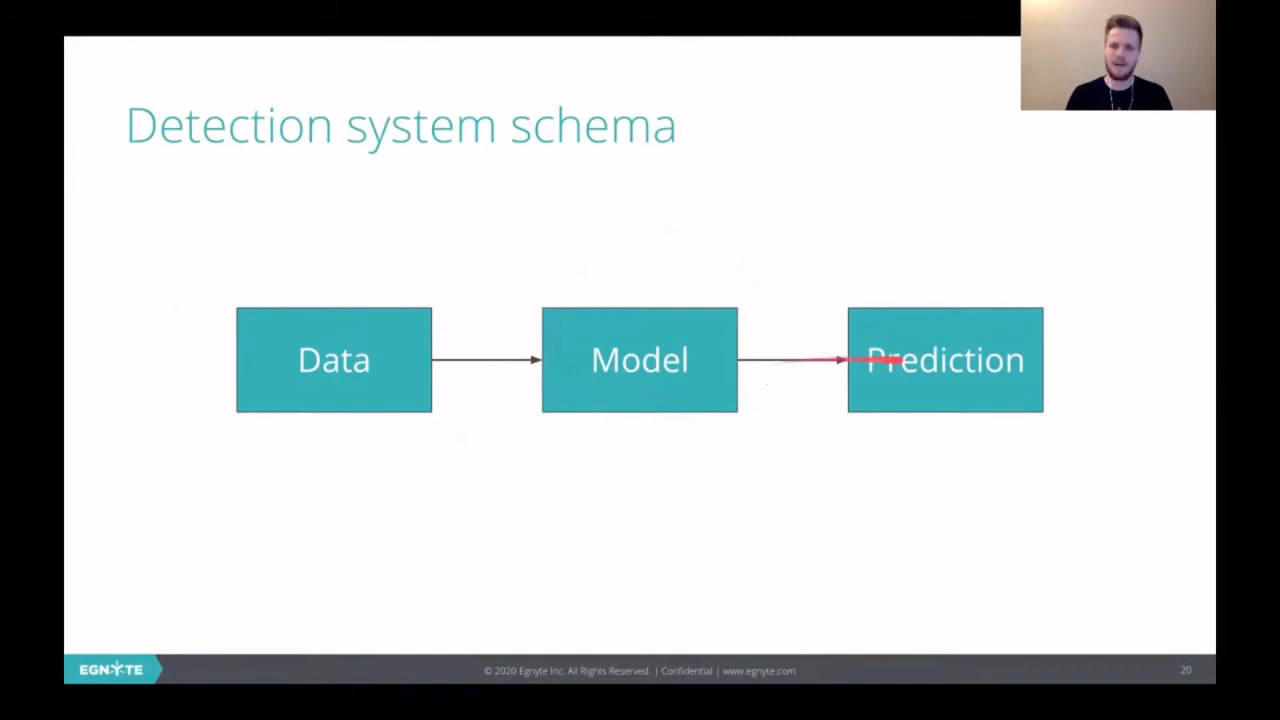 Detection system schema
Data
Model
Prediction
EGNYTE
© 2020 Egnyte Inc. All Rights Reserved. | Confidential | www.egnyte.com
20